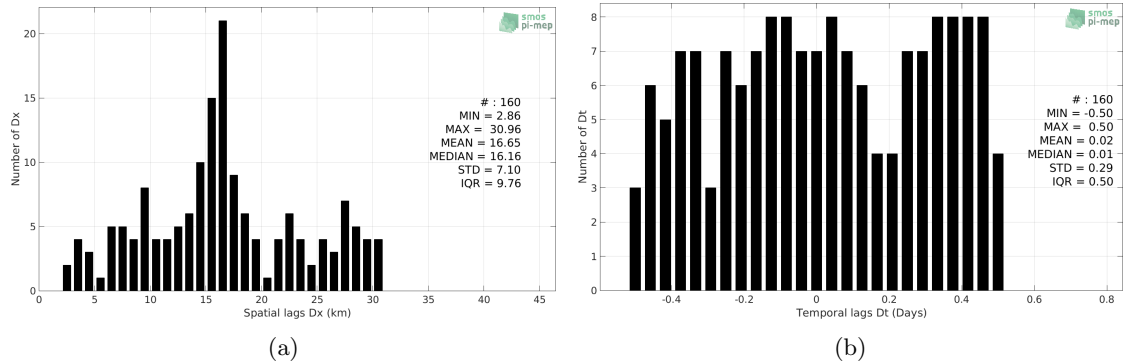 smos
pi-mep
20
15
10
5
0
Number of Dx
# : 160
MIN = 2.86
MAX = 30.96
MEAN = 16.65
MEDIAN = 16.16
STD = 7.10
IQR = 9.76
0 5 10 15 20 25 30 35 40 45
Spatial lags Dx (km)
(a)
smos
pi-mep
8
7
6
5
4
3
2
1
0
Number of Dt
# : 160
MIN = -0.50
MAX = 0.50
MEAN = 0.02
MEDIAN = 0.01
STD = 0.29
IQR = 0.50
-0.4 -0.2 0 0.2 0.4 0.6 0.8
Temporal lags Dt (Days)
(b)